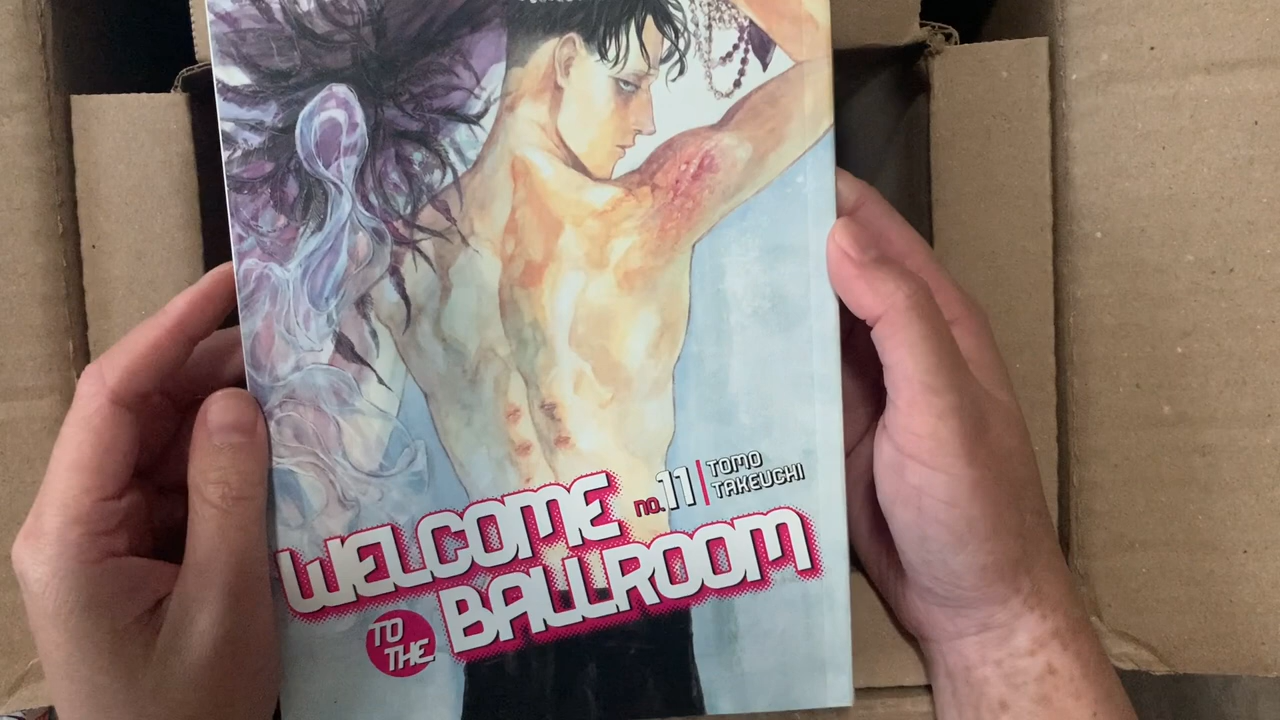 WELCOME
TO
THE
BALLROOM
no.11
TOMO
TAKEUCHI